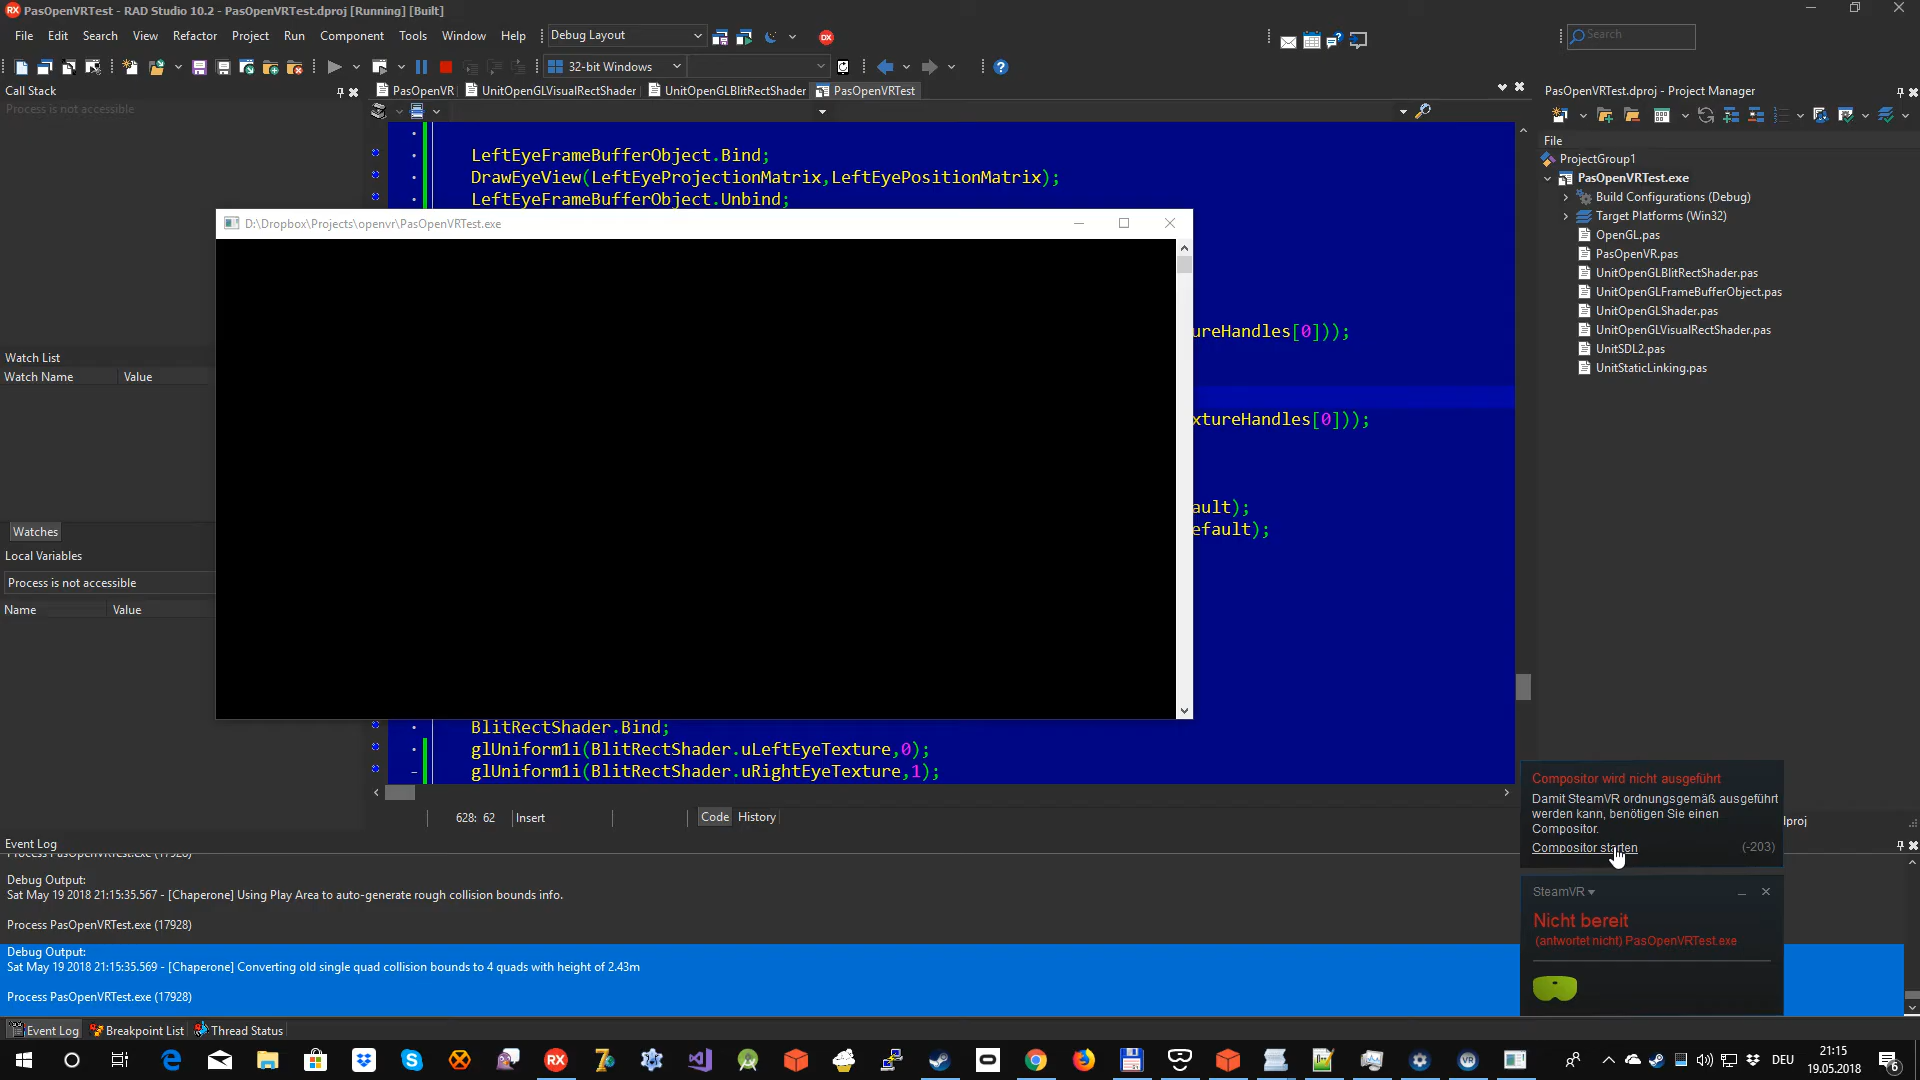 PasOpenVRTest - RAD Studio 10.2 - PasOpenVRTest.dproj [Running] [Built]
File Edit Search View Refactor Project Run Component Tools Window Help
Debug Layout
Search
32-bit Windows
Call Stack
Process is not accessible
PasOpenVR UnitOpenGLVisualRectShader UnitOpenGLBlitRectShader PasOpenVRTest
LeftEyeFrameBufferObject.Bind;
DrawEyeView(LeftEyeProjectionMatrix,LeftEyePositionMatrix);
LeftEyeFrameBufferObject.Unbind;
D:\Dropbox\Projects\openvr\PasOpenVRTest.exe
ureHandles[0]));
xtureHandles[0]));
ault);
efault);
BlitRectShader.Bind;
glUniform1i(BlitRectShader.uLeftEyeTexture,0);
glUniform1i(BlitRectShader.uRightEyeTexture,1);
628: 62 Insert
Code History
Watch List
Watch Name Value
Watches
Local Variables
Process is not accessible
Name Value
PasOpenVRTest.dproj - Project Manager
File
ProjectGroup1
PasOpenVRTest.exe
Build Configurations (Debug)
Target Platforms (Win32)
OpenGL.pas
PasOpenVR.pas
UnitOpenGLBlitRectShader.pas
UnitOpenGLFrameBufferObject.pas
UnitOpenGLShader.pas
UnitOpenGLVisualRectShader.pas
UnitSDL2.pas
UnitStaticLinking.pas
Compositor wird nicht ausgeführt
Damit SteamVR ordnungsgemäß ausgeführt
werden kann, benötigen Sie einen
Compositor.
Compositor starten (-203)
dproj
SteamVR
Nicht bereit
(antwortet nicht) PasOpenVRTest.exe
Event Log
Process PasOpenVRTest.exe (17928)
Debug Output:
Sat May 19 2018 21:15:35.567 - [Chaperone] Using Play Area to auto-generate rough collision bounds info.
Process PasOpenVRTest.exe (17928)
Debug Output:
Sat May 19 2018 21:15:35.569 - [Chaperone] Converting old single quad collision bounds to 4 quads with height of 2.43m
Process PasOpenVRTest.exe (17928)
Event Log Breakpoint List Thread Status
DEU
21:15
19.05.2018
6